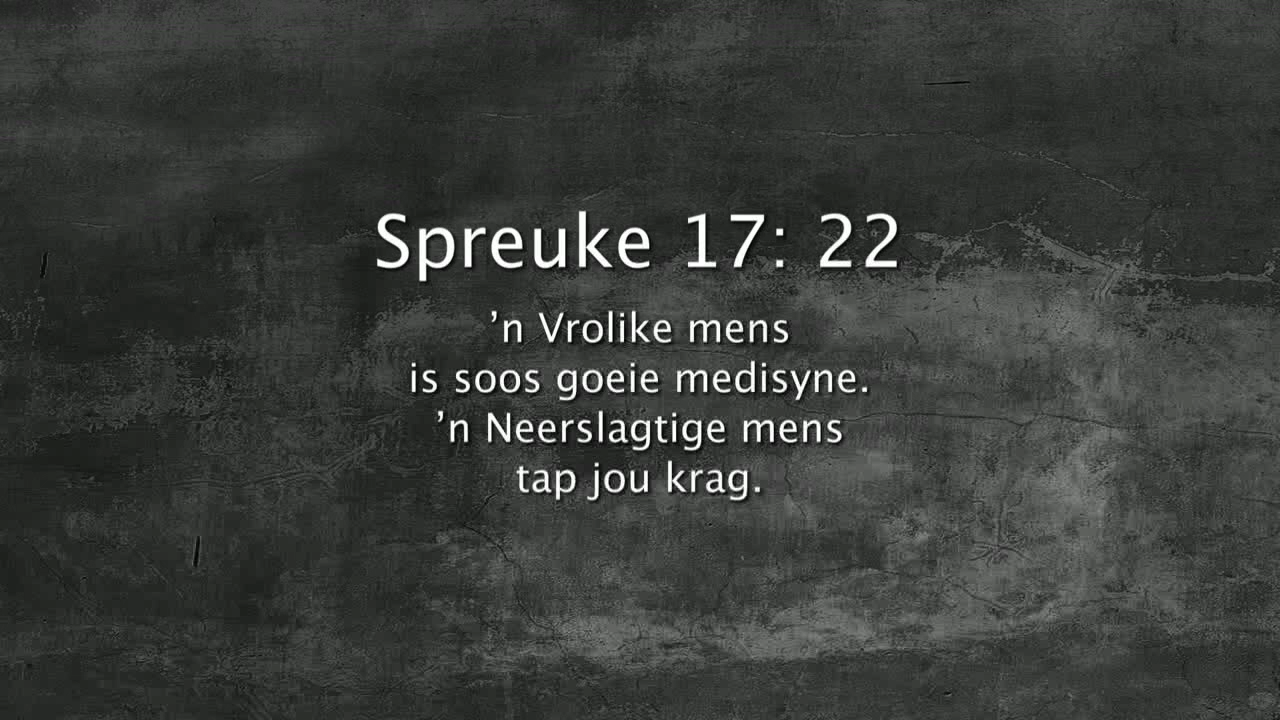 Spreuke 17: 22
’n Vrolike mens
is soos goeie medisyne.
’n Neerslagtige mens
tap jou krag.